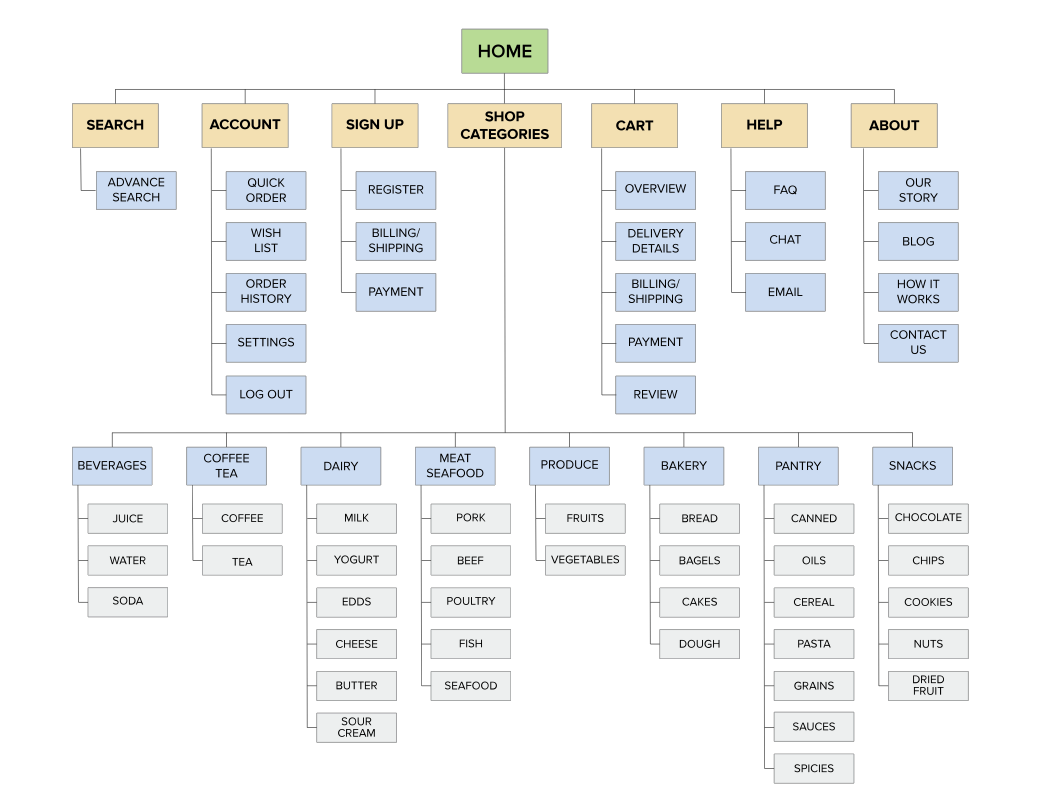 HOME
SEARCH
ACCOUNT
SIGN UP
SHOP
CATEGORIES
CART
HELP
ABOUT
ADVANCE
SEARCH
QUICK
ORDER
WISH
LIST
ORDER
HISTORY
SETTINGS
LOG OUT
REGISTER
BILLING/
SHIPPING
PAYMENT
OVERVIEW
DELIVERY
DETAILS
BILLING/
SHIPPING
PAYMENT
REVIEW
FAQ
CHAT
EMAIL
OUR
STORY
BLOG
HOW IT
WORKS
CONTACT
US
BEVERAGES
JUICE
WATER
SODA
COFFEE
TEA
COFFEE
TEA
DAIRY
MILK
YOGURT
EDDS
CHEESE
BUTTER
SOUR
CREAM
MEAT
SEAFOOD
PORK
BEEF
POULTRY
FISH
SEAFOOD
PRODUCE
FRUITS
VEGETABLES
BAKERY
BREAD
BAGELS
CAKES
DOUGH
PANTRY
CANNED
OILS
CEREAL
PASTA
GRAINS
SAUCES
SPICIES
SNACKS
CHOCOLATE
CHIPS
COOKIES
NUTS
DRIED
FRUIT